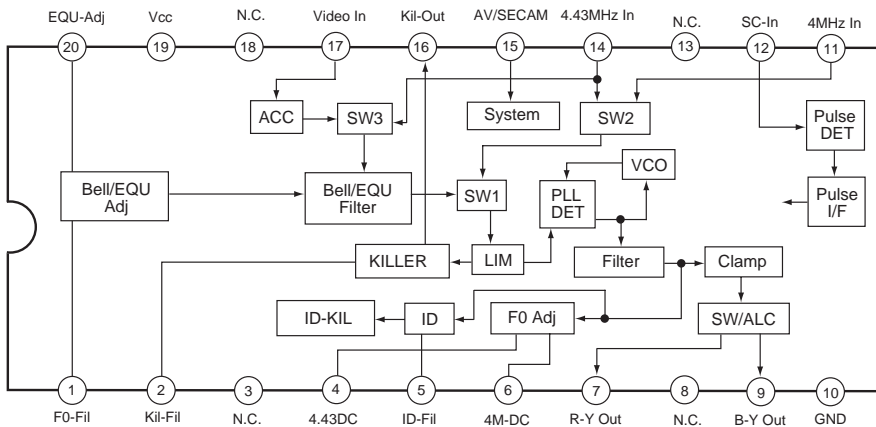 EQU-Adj Vcc N.C. Video In Kil-Out AV/SECAM 4.43MHz In N.C. SC-In 4MHz In
20 19 18 17 16 15 14 13 12 11
ACC SW3 System SW2 Pulse
DET
VCO
Bell/EQU
Adj
Bell/EQU
Filter
SW1
PLL
DET
Pulse
I/F
KILLER LIM Filter Clamp
ID-KIL ID F0 Adj SW/ALC
1 2 3 4 5 6 7 8 9 10
F0-Fil Kil-Fil N.C. 4.43DC ID-Fil 4M-DC R-Y Out N.C. B-Y Out GND